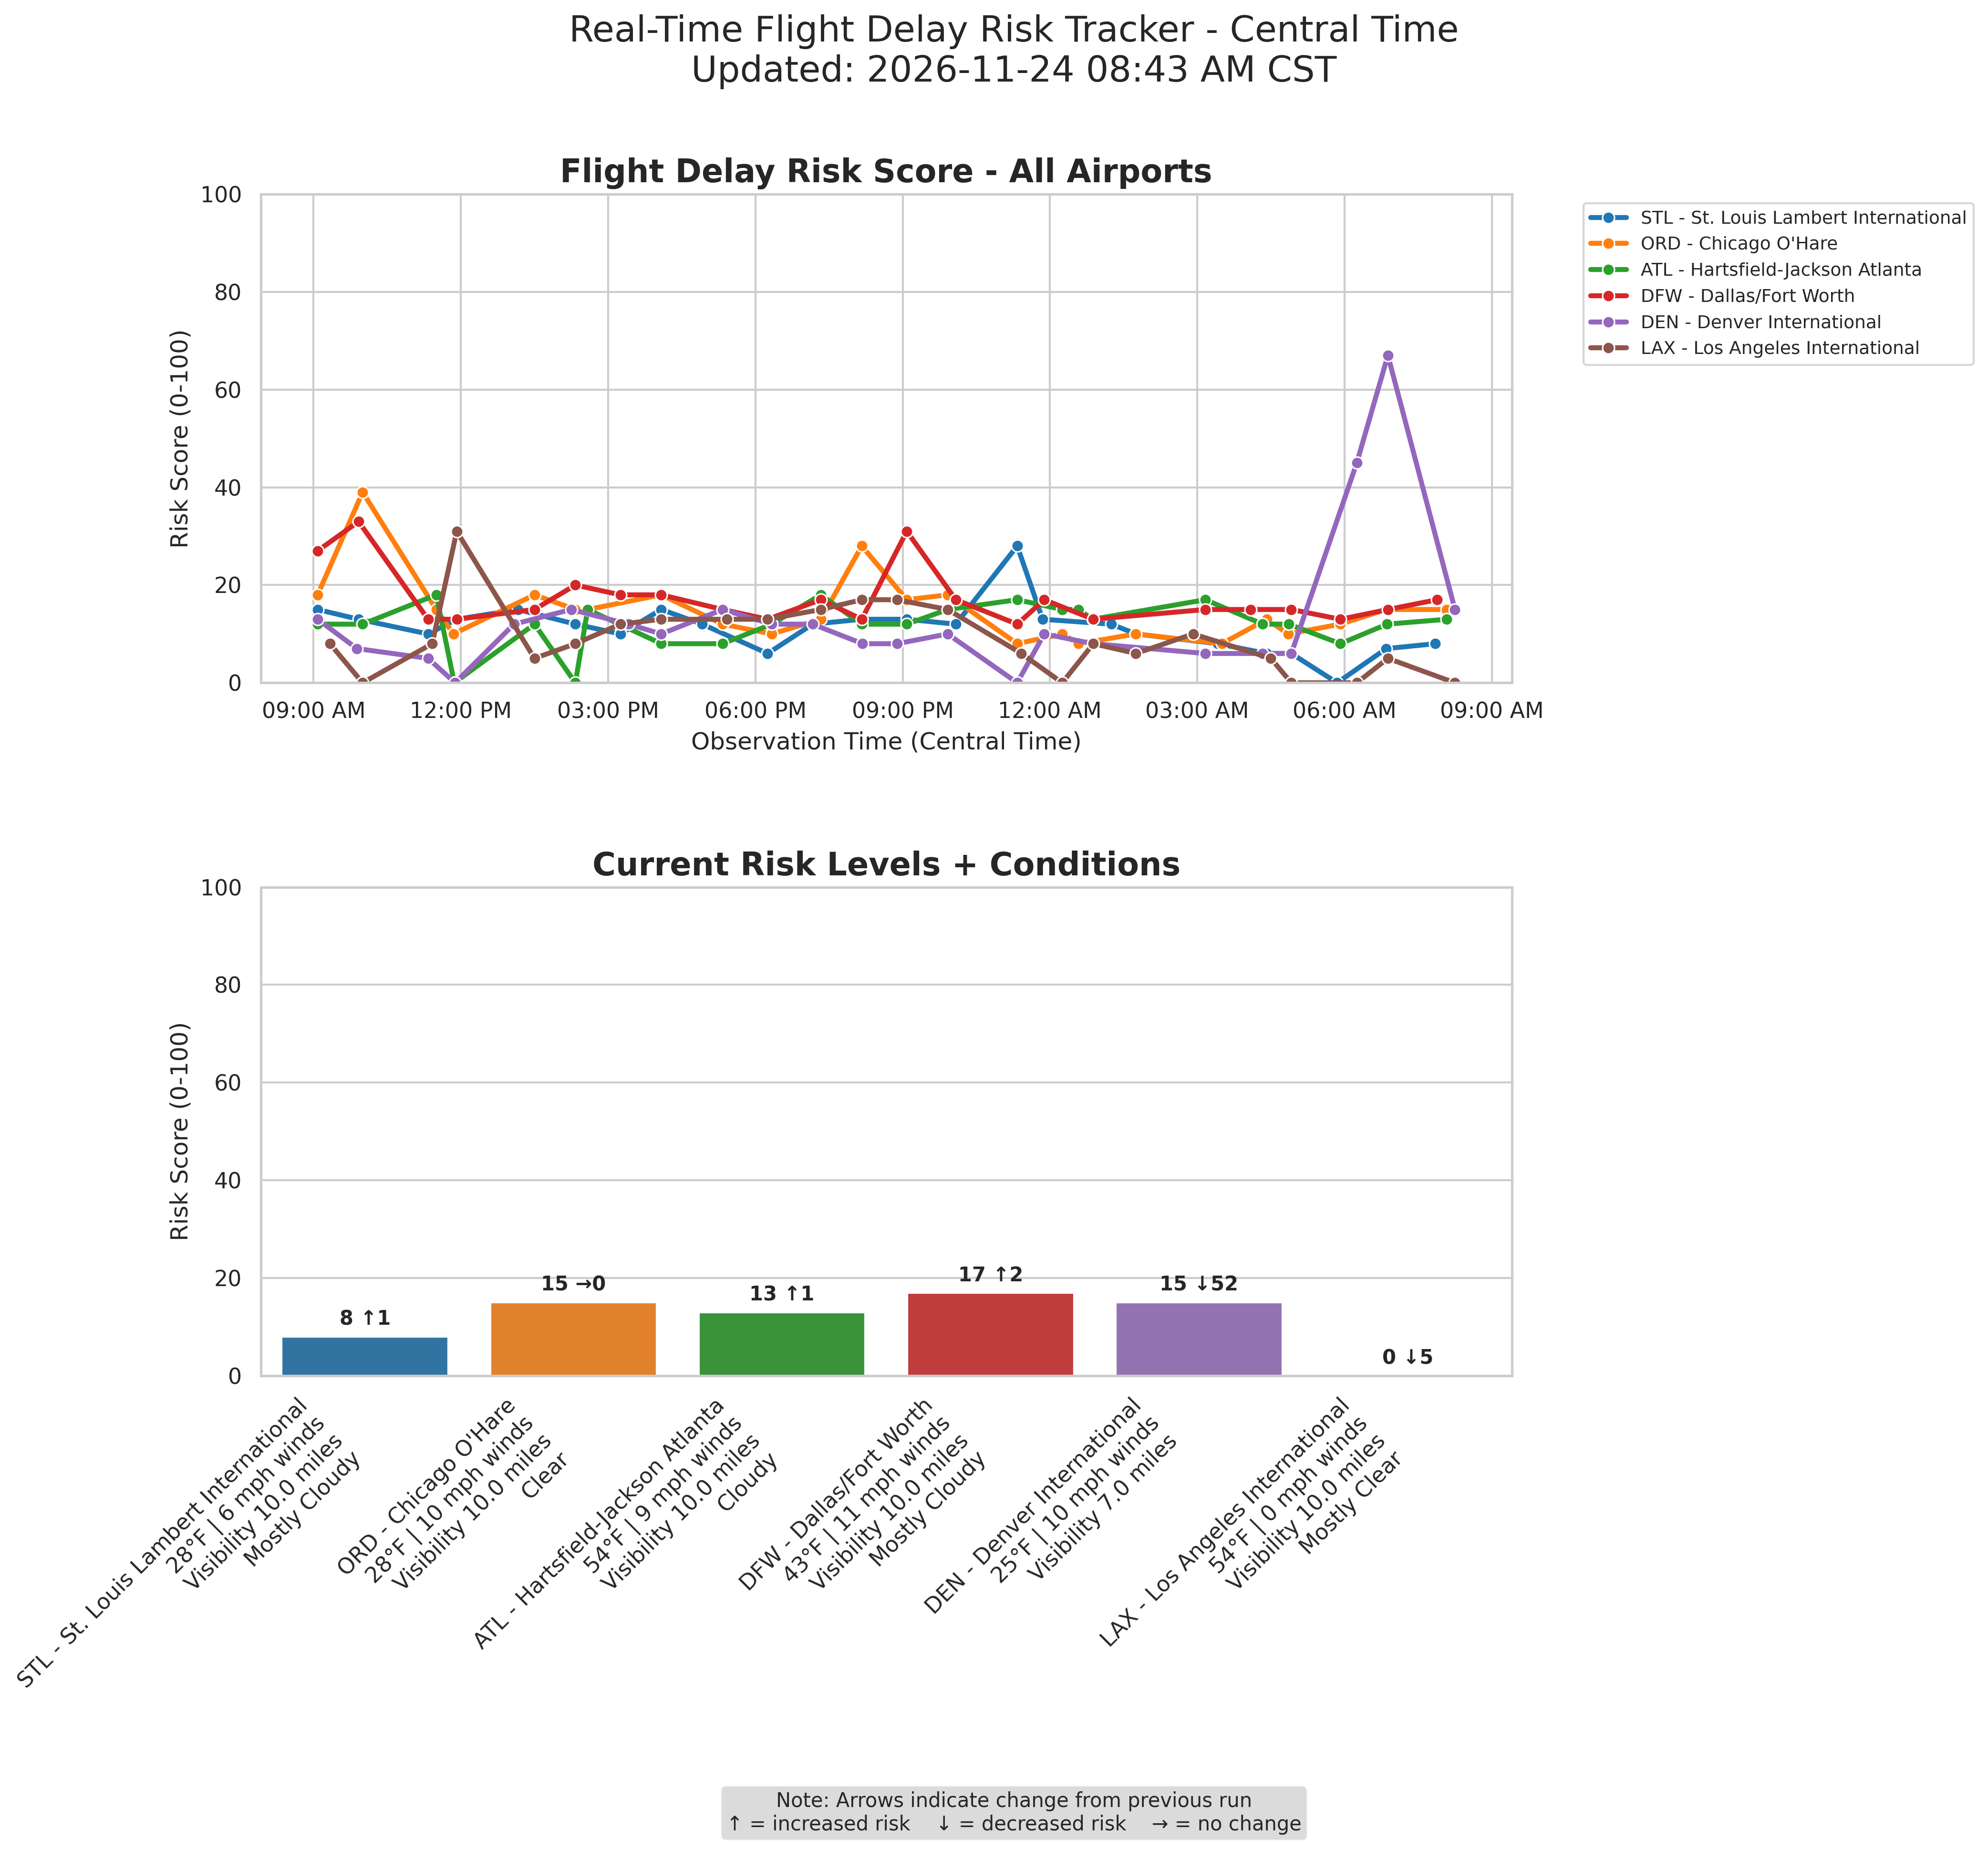 Real-Time Flight Delay Risk Tracker - Central Time
Updated: 2026-11-24 08:43 AM CST
Flight Delay Risk Score - All Airports
Risk Score (0-100)
100
80
60
40
20
0
09:00 AM
12:00 PM
03:00 PM
06:00 PM
09:00 PM
12:00 AM
03:00 AM
06:00 AM
09:00 AM
Observation Time (Central Time)
STL - St. Louis Lambert International
ORD - Chicago O'Hare
ATL - Hartsfield-Jackson Atlanta
DFW - Dallas/Fort Worth
DEN - Denver International
LAX - Los Angeles International
Current Risk Levels + Conditions
Risk Score (0-100)
100
80
60
40
20
0
8 ↑1
15 →0
13 ↑1
17 ↑2
15 ↓52
0 ↓5
STL - St. Louis Lambert International
28°F | 6 mph winds
Visibility 10.0 miles
Mostly Cloudy
ORD - Chicago O'Hare
28°F | 10 mph winds
Visibility 10.0 miles
Clear
ATL - Hartsfield-Jackson Atlanta
54°F | 9 mph winds
Visibility 10.0 miles
Cloudy
DFW - Dallas/Fort Worth
43°F | 11 mph winds
Visibility 10.0 miles
Mostly Cloudy
DEN - Denver International
25°F | 10 mph winds
Visibility 7.0 miles
LAX - Los Angeles International
54°F | 0 mph winds
Visibility 10.0 miles
Mostly Clear
Note: Arrows indicate change from previous run
↑ = increased risk ↓ = decreased risk → = no change